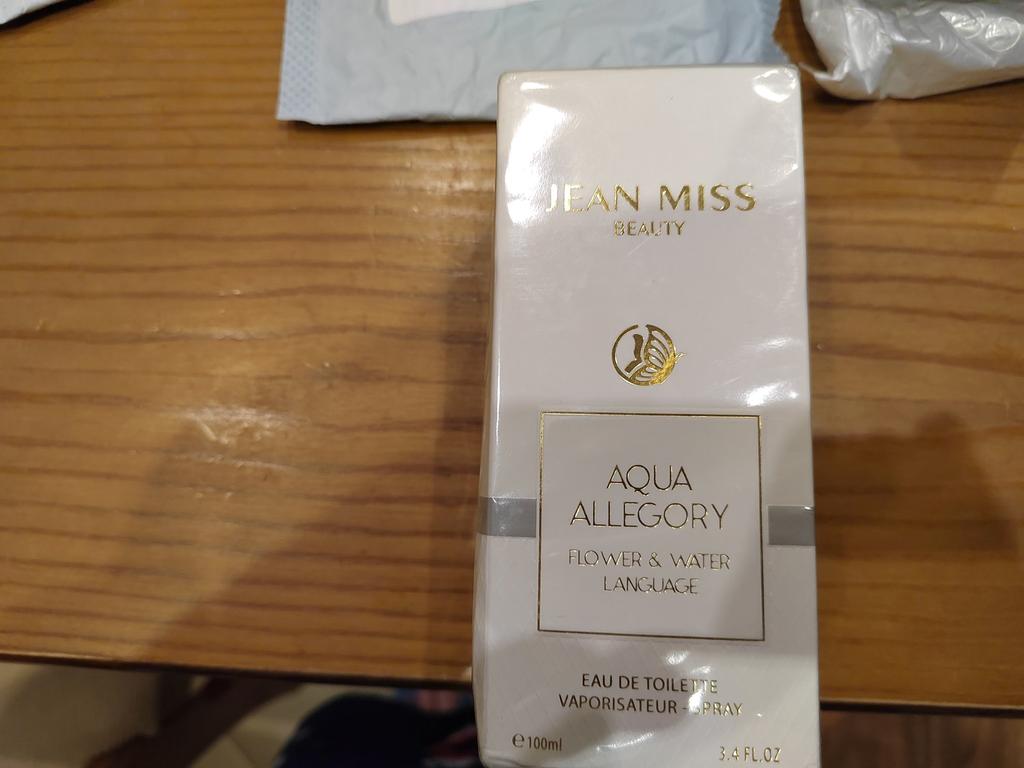 JEAN MISS
BEAUTY
AQUA
ALLEGORY
FLOWER & WATER
LANGUAGE
EAU DE TOILETTE
VAPORISATEUR - SPRAY
℮100ml
3.4 FL.OZ